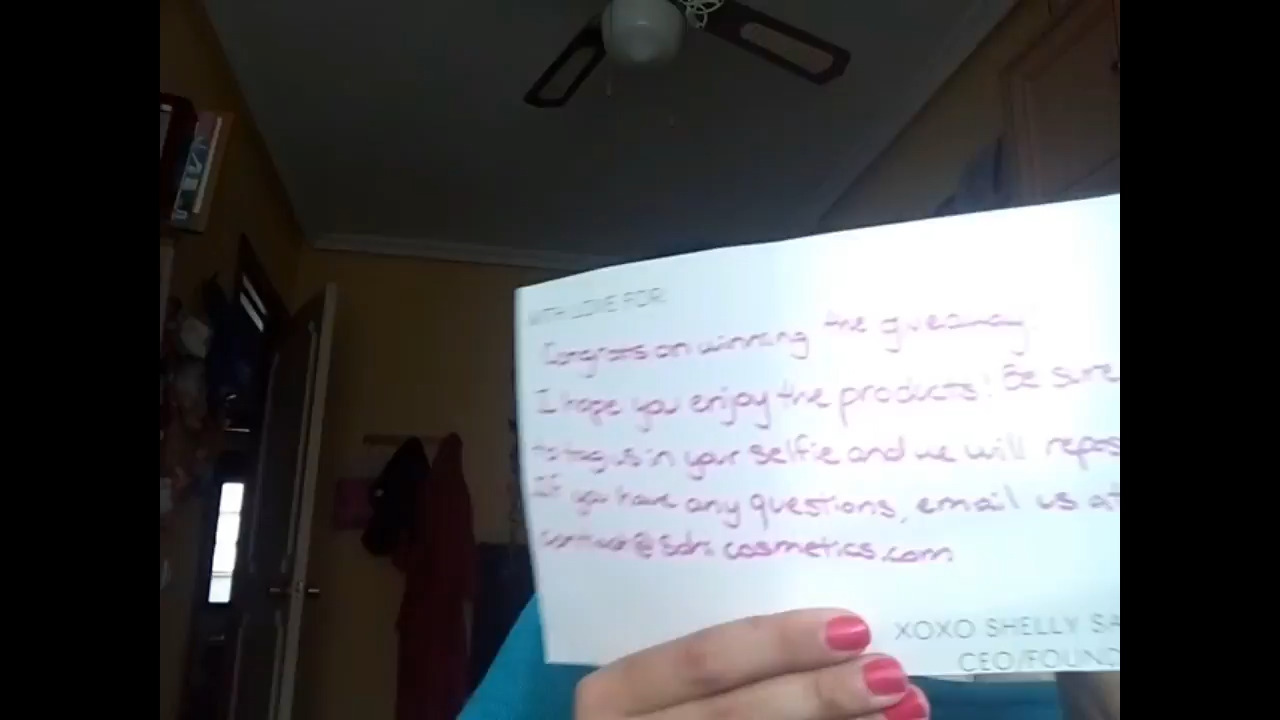 WITH LOVE FOR:
Congrats on winning the giveaway!
I hope you enjoy the products! Be sure
to tag us in your selfie and we will repos
If you have any questions, email us at
cosmetics.com
XOXO SHELLY SA
CEO/FOUND